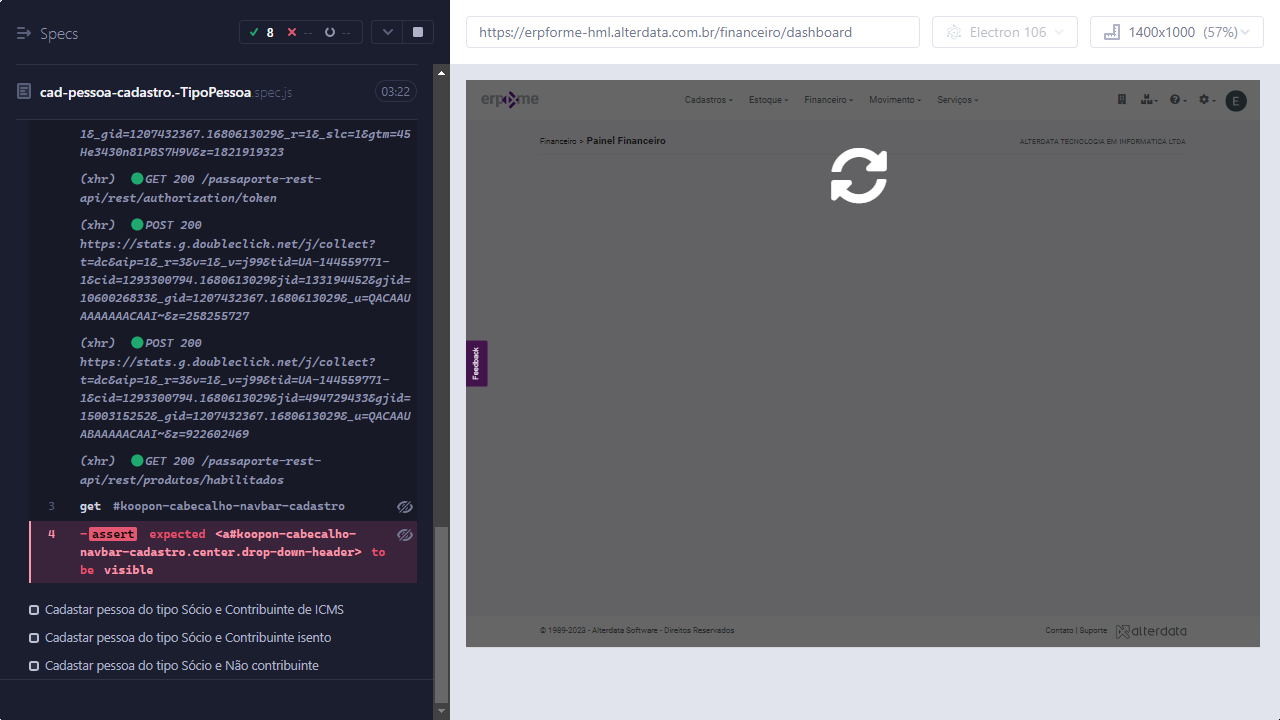 Specs
8
--
--
https://erpforme-hml.alterdata.com.br/financeiro/dashboard
Electron 106
1400x1000 (57%)
cad-pessoa-cadastro.-TipoPessoa.spec.js
03:22
1&_gid=1207432367.1680613029&_r=1&_slc=1&gtm=45
He3430n81PBS7H9V&z=1821919323
(xhr) GET 200 /passaporte-rest-
api/rest/authorization/token
(xhr) POST 200
https://stats.g.doubleclick.net/j/collect?
t=dc&aip=1&_r=3&v=1&_v=j99&tid=UA-144559771-
1&cid=1293300794.1680613029&jid=133194452&gjid=
1060026833&_gid=1207432367.1680613029&_u=QACAAU
AAAAAAACAAI~&z=258255727
(xhr) POST 200
https://stats.g.doubleclick.net/j/collect?
t=dc&aip=1&_r=3&v=1&_v=j99&tid=UA-144559771-
1&cid=1293300794.1680613029&jid=494729433&gjid=
1500315252&_gid=1207432367.1680613029&_u=QACAAU
ABAAAAACAAI~&z=922602469
(xhr) GET 200 /passaporte-rest-
api/rest/produtos/habilitados
3 get #koopon-cabecalho-navbar-cadastro
4 -assert expected <a#koopon-cabecalho-
navbar-cadastro.center.drop-down-header> to
be visible
Cadastar pessoa do tipo Sócio e Contribuinte de ICMS
Cadastar pessoa do tipo Sócio e Contribuinte isento
Cadastar pessoa do tipo Sócio e Não contribuinte
erp4me
Cadastros
Estoque
Financeiro
Movimento
Serviços
E
Financeiro > Painel Financeiro
ALTERDATA TECNOLOGIA EM INFORMATICA LTDA
Feedback
© 1989-2023 - Alterdata Software - Direitos Reservados
Contato | Suporte
alterdata